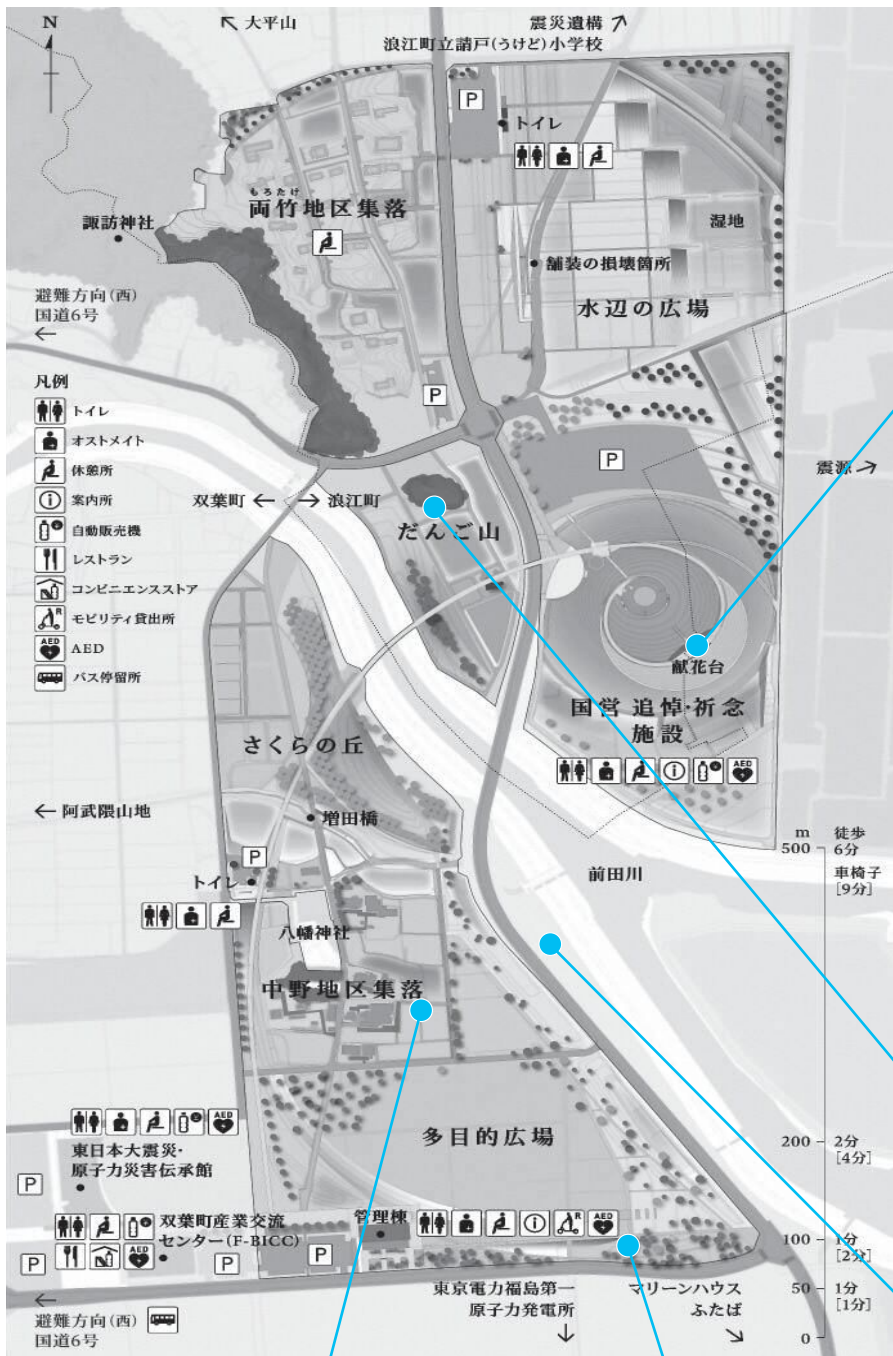 N
大平山
震災遺構
浪江町立請戸(うけど)小学校
P
トイレ
もろたけ
両竹地区集落
諏訪神社
湿地
舗装の損壊箇所
水辺の広場
避難方向(西)
国道6号
凡例
トイレ
オストメイト
休憩所
案内所
自動販売機
レストラン
コンビニエンスストア
R
モビリティ貸出所
AED
AED
バス停留所
P
P
震源
双葉町
浪江町
だんご山
献花台
国営 追悼・祈念
施設
AED
さくらの丘
阿武隈山地
増田橋
P
トイレ
前田川
八幡神社
中野地区集落
m
徒歩
500
6分
車椅子
[9分]
200
2分
[4分]
100
1分
[2分]
50
1分
[1分]
0
多目的広場
AED
東日本大震災・
原子力災害伝承館
P
双葉町産業交流
センター(F-BICC)
AED
P
P
P
管理棟
R
AED
東京電力福島第一
原子力発電所
マリーンハウス
ふたば
避難方向(西)
国道6号